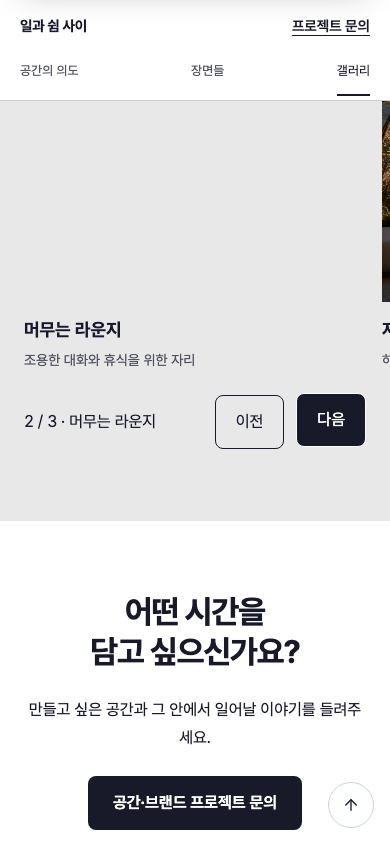 일과 쉼 사이
프로젝트 문의
공간의 의도
장면들
갤러리
머무는 라운지
조용한 대화와 휴식을 위한 자리
2 / 3 · 머무는 라운지
이전
다음
어떤 시간을
담고 싶으신가요?
만들고 싶은 공간과 그 안에서 일어날 이야기를 들려주
세요.
공간·브랜드 프로젝트 문의